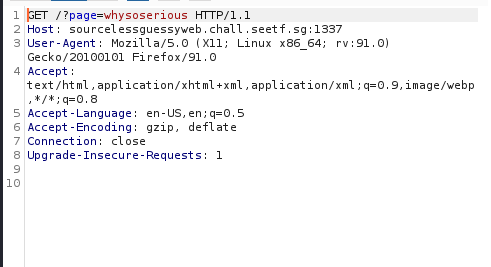 1 GET /?page=whysoserious HTTP/1.1
2 Host: sourcelessguessyweb.chall.seetf.sg:1337
3 User-Agent: Mozilla/5.0 (X11; Linux x86_64; rv:91.0)
Gecko/20100101 Firefox/91.0
4 Accept:
text/html,application/xhtml+xml,application/xml;q=0.9,image/webp
,*/*;q=0.8
5 Accept-Language: en-US,en;q=0.5
6 Accept-Encoding: gzip, deflate
7 Connection: close
8 Upgrade-Insecure-Requests: 1
9
10